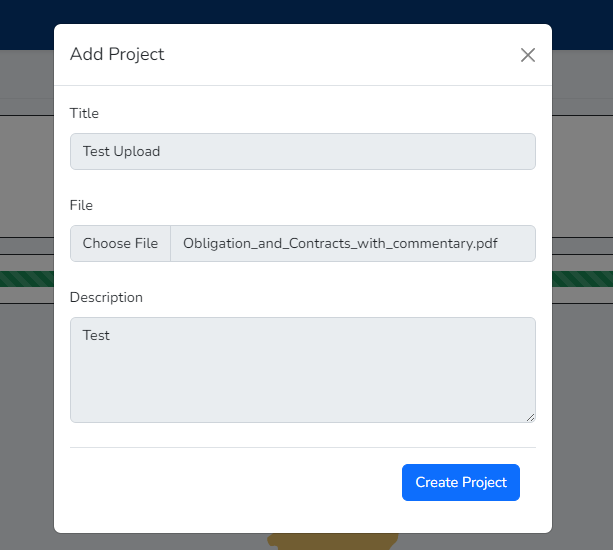 Add Project
Title
Test Upload
File
Choose File Obligation_and_Contracts_with_commentary.pdf
Description
Test
Create Project